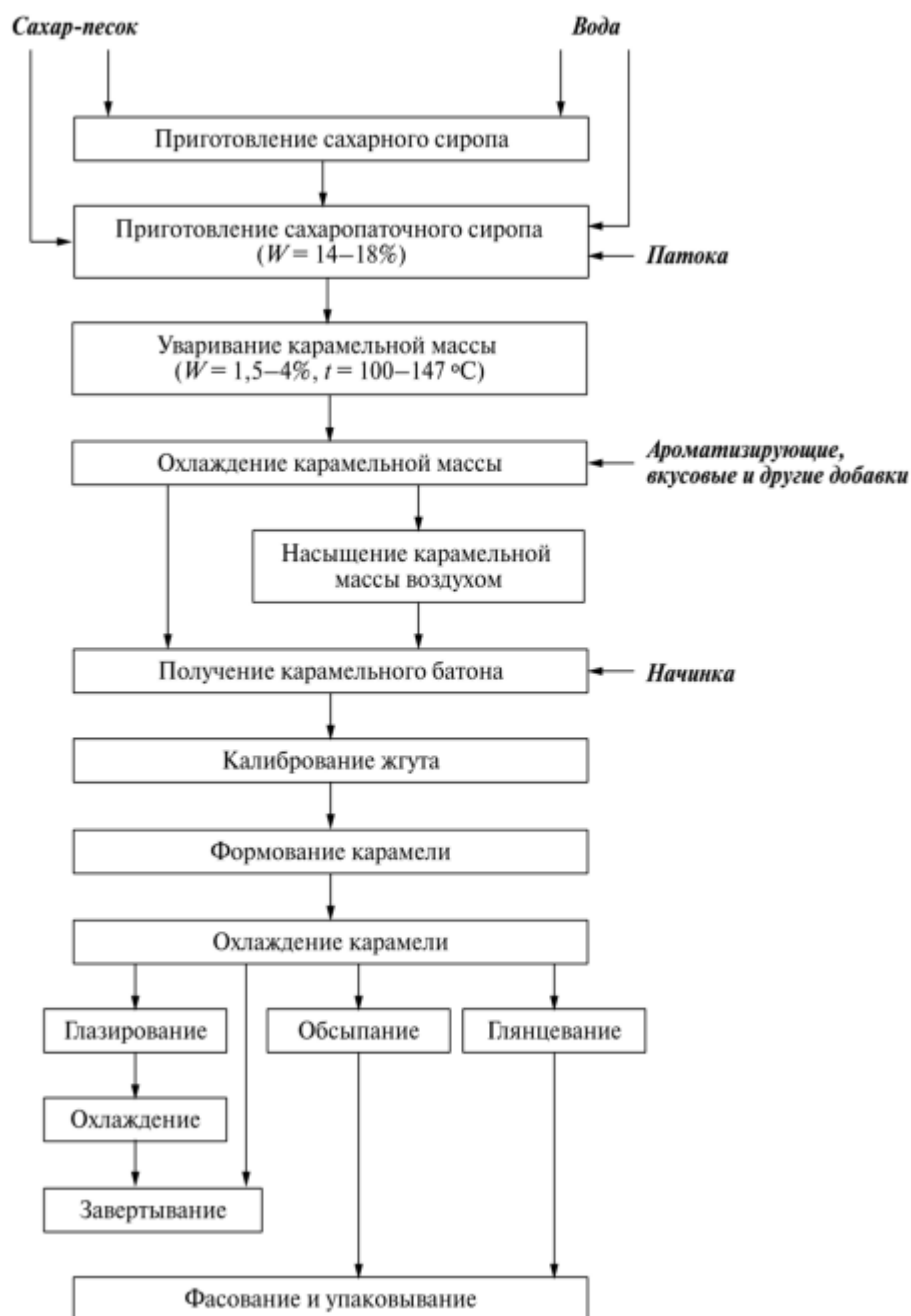 Сахар-песок
Вода
Приготовление сахарного сиропа
Приготовление сахаропаточного сиропа
(W = 14–18%)
Патока
Уваривание карамельной массы
(W = 1,5–4%, t = 100–147 °C)
Охлаждение карамельной массы
Ароматизирующие,
вкусовые и другие добавки
Насыщение карамельной
массы воздухом
Получение карамельного батона
Начинка
Калибрование жгута
Формование карамели
Охлаждение карамели
Глазирование
Обсыпание
Глянцевание
Охлаждение
Завертывание
Фасование и упаковывание